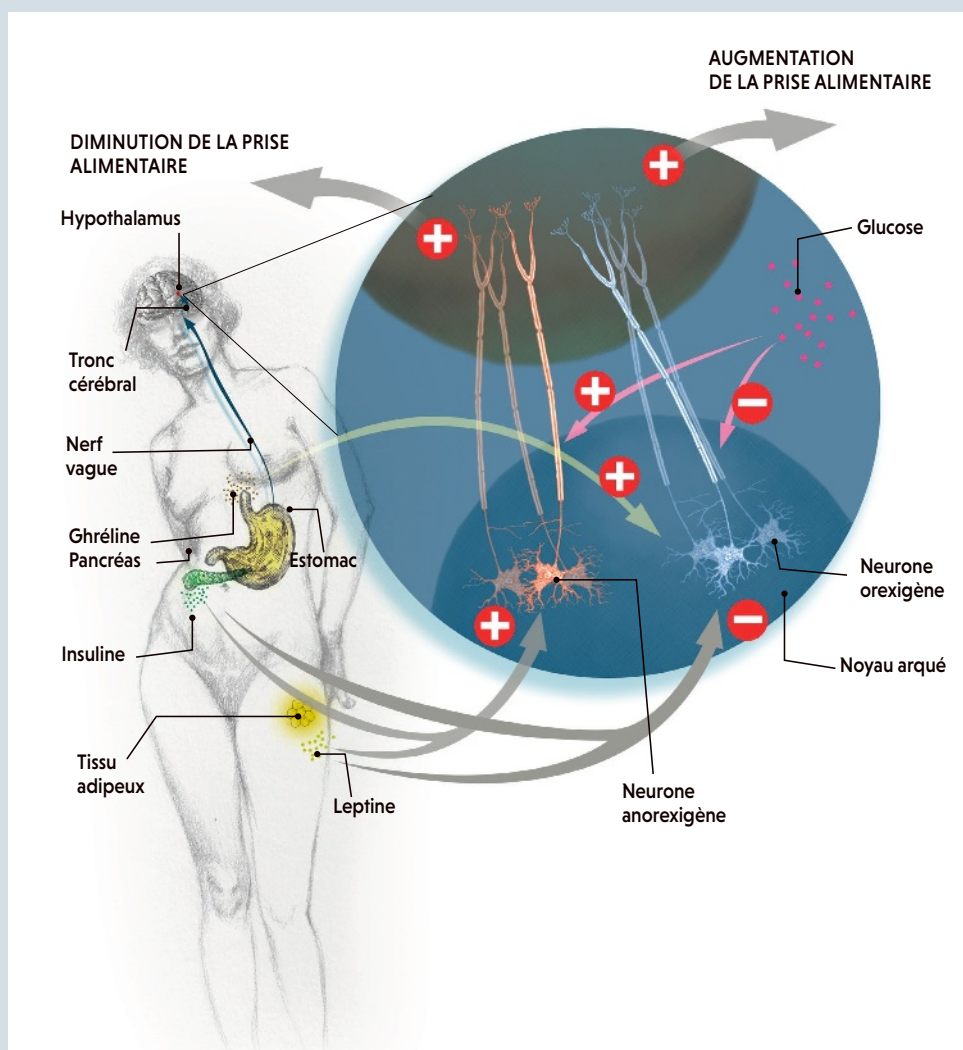 AUGMENTATION
DE LA PRISE ALIMENTAIRE
DIMINUTION DE LA PRISE
ALIMENTAIRE
Hypothalamus
Glucose
Tronc
cérébral
Nerf
vague
Ghréline
Pancréas
Estomac
Neurone
orexigène
Insuline
Noyau arqué
Tissu
adipeux
Leptine
Neurone
anorexigène